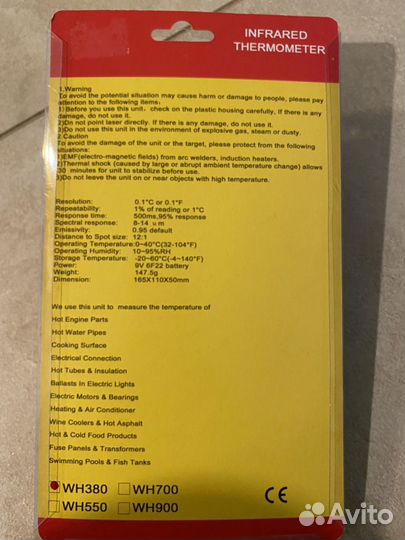 INFRARED
THERMOMETER
1.Warning
To avoid the potential situation may cause harm or damage to people, please pay
attention to the following items:
1)Before you use this unit, check on the plastic housing carefully, If there is any
damage, do not use it.
2)Dn not point laser directly. If there is any damage, do not use it.
3)Do not use this unit in the environment of explosive gas, steam or dusty.
2.Caution
To avoid the damage of the unit or the target, please protect from the following
situations:
1)EMF(electro-magnetic fields) from arc welders, induction heaters.
2)Thermal shock (caused by large or abrupt ambient temperature change) allows
30 minutes for unit to stabilize before use.
3)Do not leave the unit on or near objects with high temperature.
Resolution: 0.1°C or 0.1°F
Repeatability: 1% of reading or 1°C
Response time: 500ms,95% response
Spectral response: 8-14 um
Emissivity: 0.95 default
Distance to Spot size: 12:1
Operating Temperature:0~40°C(32-104°F)
Operating Humidity: 10~95%RH
Storage Temperature: -20~60°C(-4~140°F)
Power: 9V 6F22 battery
Weight: 147.5g
Dimension: 165X110X50mm
We use this unit to measure the temperature of
Hot Engine Parts
Hot Water Pipes
Cooking Surface
Electrical Connection
Hot Tubes & Insulation
Ballasts In Electric Lights
Electric Motors & Bearings
Heating & Air Conditioner
Wine Coolers & Hot Asphalt
Hot & Cold Food Products
Fuse Panels & Transformers
Swimming Pools & Fish Tanks
WH380 WH700
WH550 WH900
CE
Avito